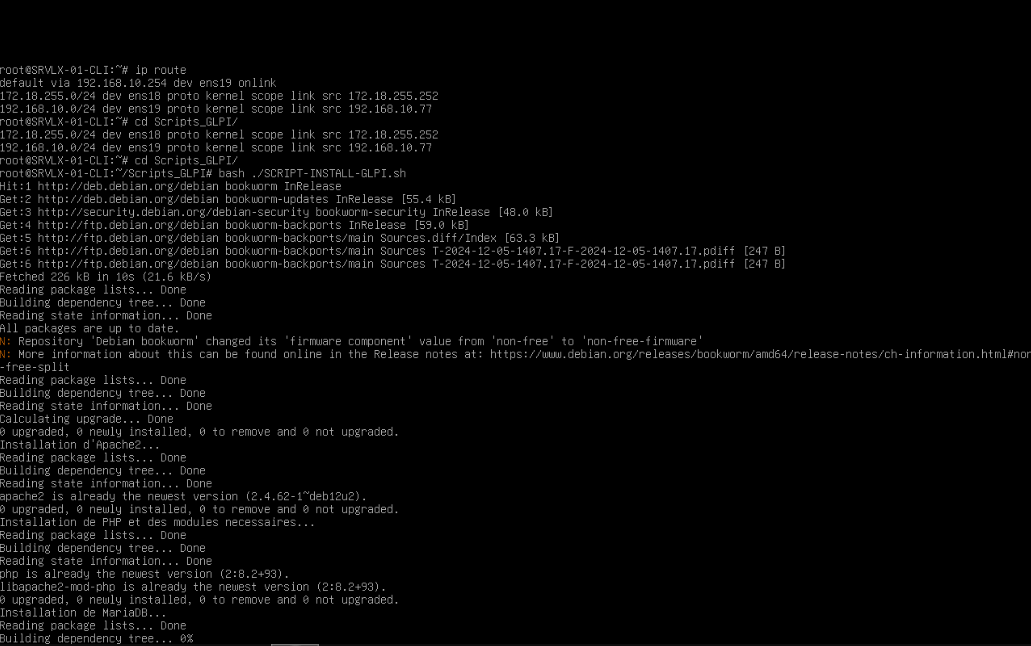 root@SRVLX-01-CLI:~# ip route
default via 192.168.10.254 dev ens19 onlink
172.18.255.0/24 dev ens18 proto kernel scope link src 172.18.255.252
192.168.10.0/24 dev ens19 proto kernel scope link src 192.168.10.77
root@SRVLX-01-CLI:~# cd Scripts_GLPI/
172.18.255.0/24 dev ens18 proto kernel scope link src 172.18.255.252
192.168.10.0/24 dev ens19 proto kernel scope link src 192.168.10.77
root@SRVLX-01-CLI:~# cd Scripts_GLPI/
root@SRVLX-01-CLI:~/Scripts_GLPI# bash ./SCRIPT-INSTALL-GLPI.sh
Hit:1 http://deb.debian.org/debian bookworm InRelease
Get:2 http://deb.debian.org/debian bookworm-updates InRelease [55.4 kB]
Get:3 http://security.debian.org/debian-security bookworm-security InRelease [48.0 kB]
Get:4 http://ftp.debian.org/debian bookworm-backports InRelease [59.0 kB]
Get:5 http://ftp.debian.org/debian bookworm-backports/main Sources.diff/Index [63.3 kB]
Get:6 http://ftp.debian.org/debian bookworm-backports/main Sources T-2024-12-05-1407.17-F-2024-12-05-1407.17.pdiff [247 B]
Get:6 http://ftp.debian.org/debian bookworm-backports/main Sources T-2024-12-05-1407.17-F-2024-12-05-1407.17.pdiff [247 B]
Fetched 226 kB in 10s (21.6 kB/s)
Reading package lists... Done
Building dependency tree... Done
Reading state information... Done
All packages are up to date.
N: Repository 'Debian bookworm' changed its 'firmware component' value from 'non-free' to 'non-free-firmware'
N: More information about this can be found online in the Release notes at: https://www.debian.org/releases/bookworm/amd64/release-notes/ch-information.html#non
-free-split
Reading package lists... Done
Building dependency tree... Done
Reading state information... Done
Calculating upgrade... Done
0 upgraded, 0 newly installed, 0 to remove and 0 not upgraded.
Installation d'Apache2...
Reading package lists... Done
Building dependency tree... Done
Reading state information... Done
apache2 is already the newest version (2.4.62-1~deb12u2).
0 upgraded, 0 newly installed, 0 to remove and 0 not upgraded.
Installation de PHP et des modules necessaires...
Reading package lists... Done
Building dependency tree... Done
Reading state information... Done
php is already the newest version (2:8.2+93).
libapache2-mod-php is already the newest version (2:8.2+93).
0 upgraded, 0 newly installed, 0 to remove and 0 not upgraded.
Installation de MariaDB...
Reading package lists... Done
Building dependency tree... 0%